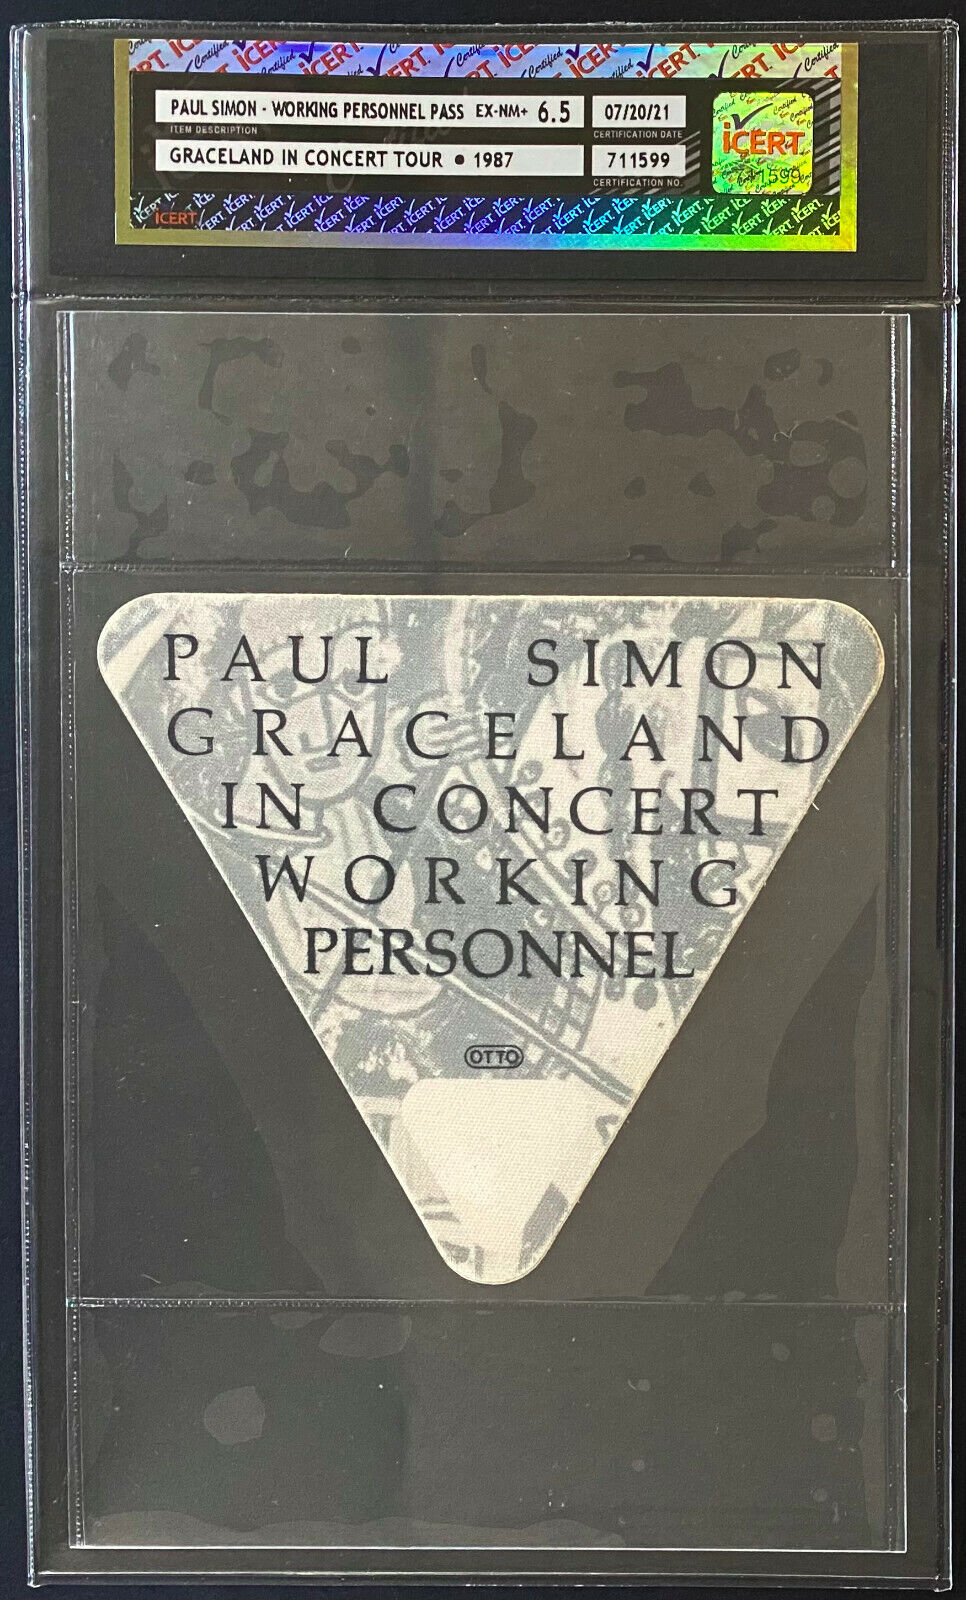 PAUL SIMON - WORKING PERSONNEL PASS EX-NM+ 6.5
ITEM DESCRIPTION
GRACELAND IN CONCERT TOUR • 1987
07/20/21
CERTIFICATION DATE
711599
CERTIFICATION NO.
iCERT
iCERT
PAUL SIMON
GRACELAND
IN CONCERT
WORKING
PERSONNEL
OTTO